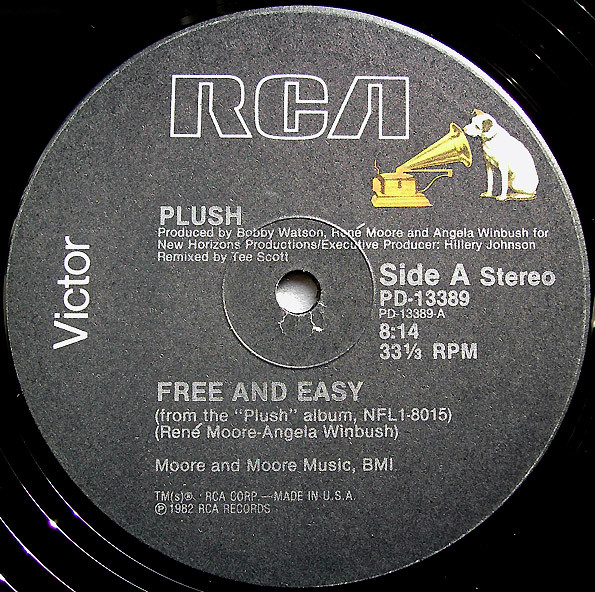 RCA
Victor
PLUSH
Produced by Bobby Watson, René Moore and Angela Winbush for
New Horizons Productions/Executive Producer: Hillery Johnson
Remixed by Tee Scott
Side A Stereo
PD-13389
PD-13389-A
8:14
33⅓ RPM
FREE AND EASY
(from the "Plush" album, NFL1-8015)
(René Moore-Angela Winbush)
Moore and Moore Music, BMI
TM(s)®. RCA CORP.—MADE IN U.S.A.
℗1982 RCA RECORDS